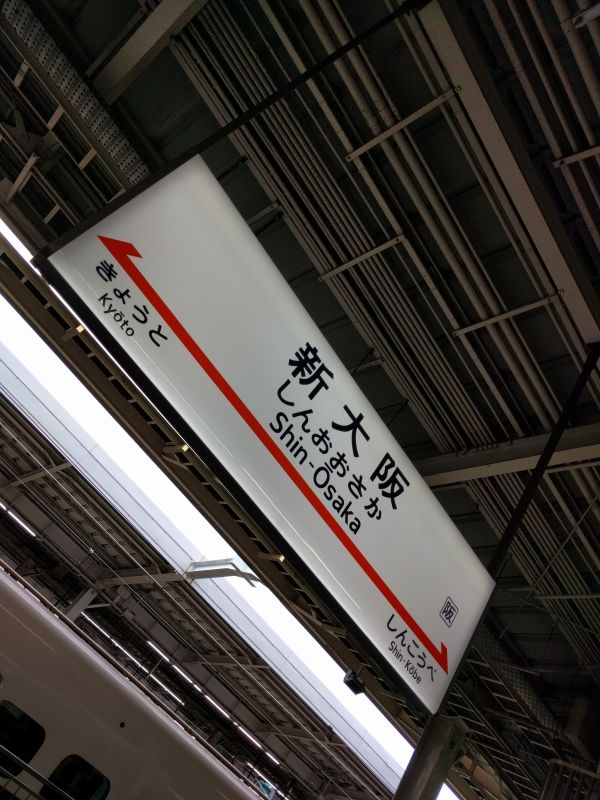 新大阪
しんおおさか
Shin-Ōsaka
きょうと
Kyōto
阪
しんこうべ
Shin-Kōbe